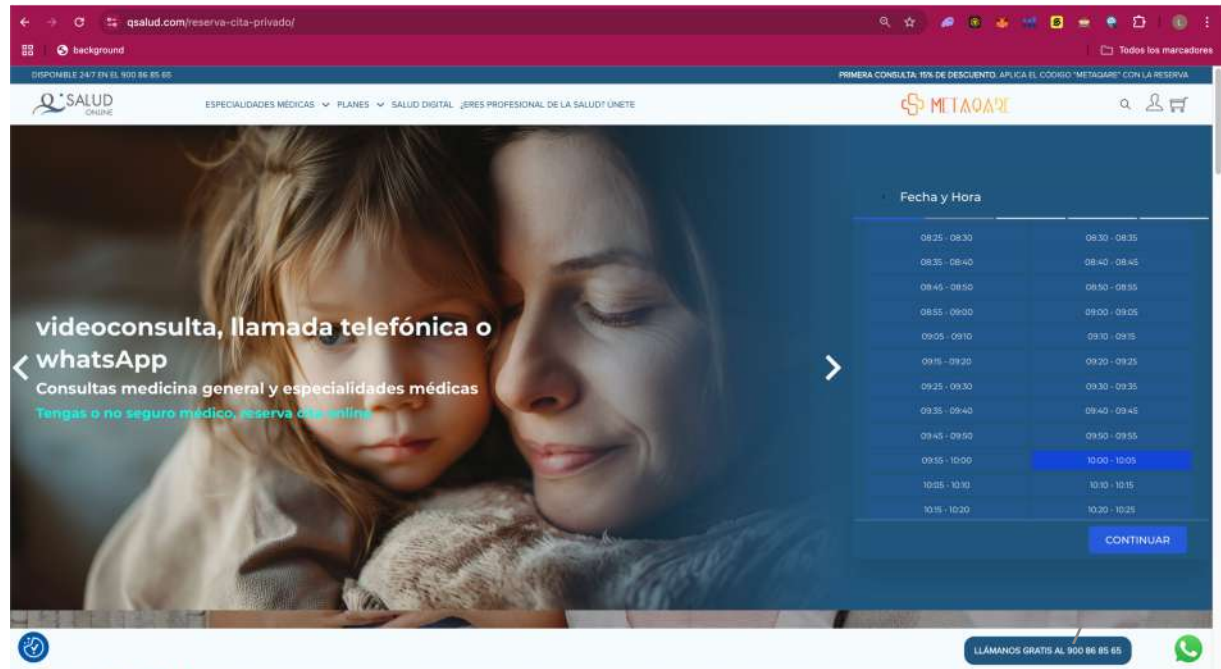 qsalud.com/reserva-cita-privado/
background
Todos los marcadores
DISPONIBLE 24/7 EN EL 900 86 85 65
PRIMERA CONSULTA: 15% DE DESCUENTO, APLICA EL CÓDIGO "METAQARE" CON LA RESERVA
Q'SALUD
ONLINE
ESPECIALIDADES MÉDICAS PLANES SALUD DIGITAL ¿ERES PROFESIONAL DE LA SALUD? ÚNETE
METAQARE
Fecha y Hora
08:25 - 08:30 08:30 - 08:35
08:35 - 08:40 08:40 - 08:45
08:45 - 08:50 08:50 - 08:55
08:55 - 09:00 09:00 - 09:05
09:05 - 09:10 09:10 - 09:15
09:15 - 09:20 09:20 - 09:25
09:25 - 09:30 09:30 - 09:35
09:35 - 09:40 09:40 - 09:45
09:45 - 09:50 09:50 - 09:55
09:55 - 10:00 10:00 - 10:05
10:05 - 10:10 10:10 - 10:15
10:15 - 10:20 10:20 - 10:25
CONTINUAR
videoconsulta, llamada telefónica o
whatsApp
Consultas medicina general y especialidades médicas
Tengas o no seguro médico, reserva cita online
LLÁMANOS GRATIS AL 900 86 85 65